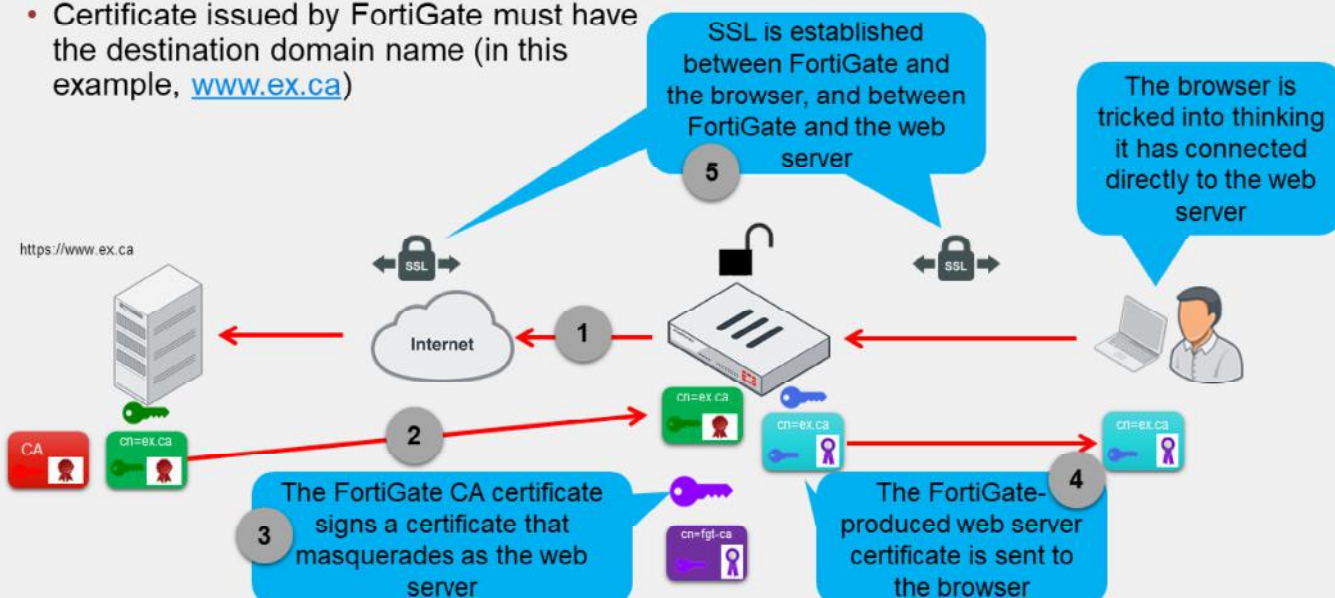 • Certificate issued by FortiGate must have
the destination domain name (in this
example, www.ex.ca)
SSL is established
between FortiGate and
the browser, and between
FortiGate and the web
server
5
The browser is
tricked into thinking
it has connected
directly to the web
server
https://www.ex.ca
SSL
SSL
Internet
1
CA
cn=ex.ca
2
cn=ex.ca
cn=ex.ca
cn=ex.ca
3
The FortiGate CA certificate
signs a certificate that
masquerades as the web
server
cn=fgt-ca
4
The FortiGate-
produced web server
certificate is sent to
the browser